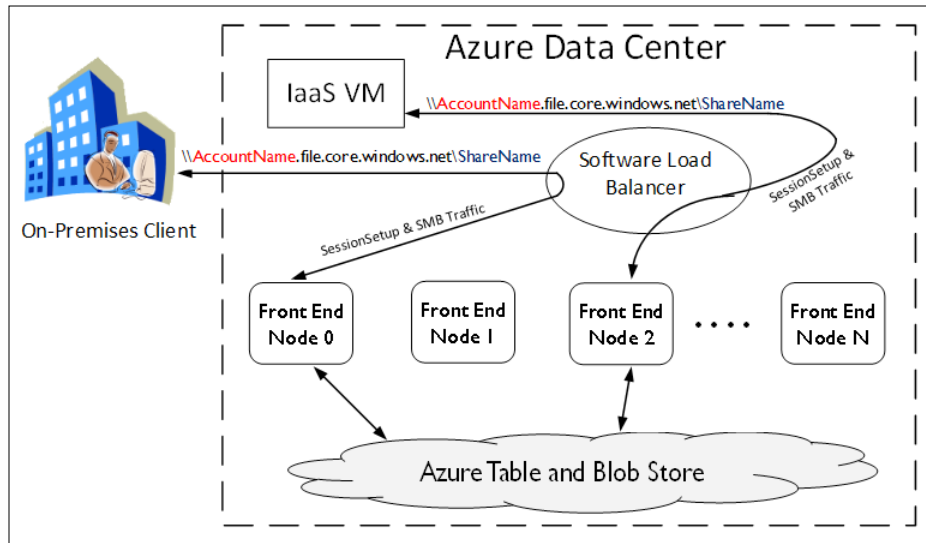 Azure Data Center
IaaS VM
\\AccountName.file.core.windows.net\ShareName
\\AccountName.file.core.windows.net\ShareName
Software Load
Balancer
SessionSetup &
SMB Traffic
SessionSetup & SMB Traffic
On-Premises Client
Front End
Node 0
Front End
Node 1
Front End
Node 2
Front End
Node N
Azure Table and Blob Store